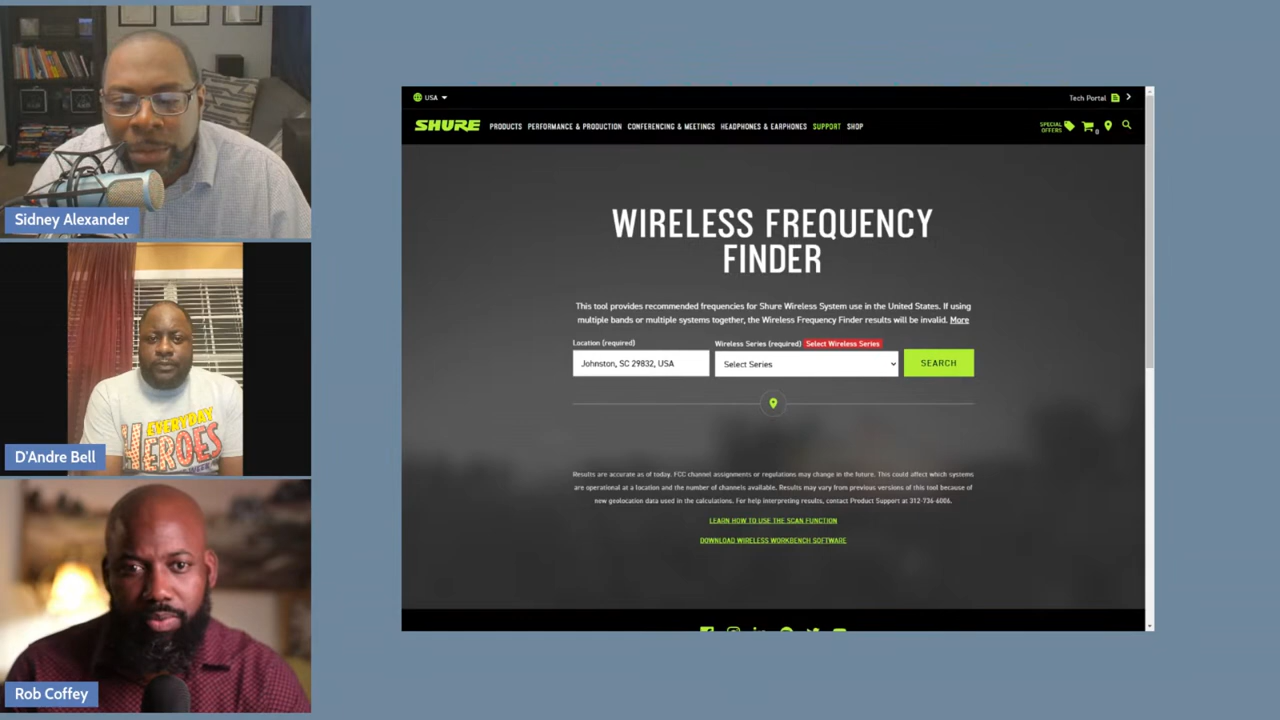 Sidney Alexander
EVERYDAY
HEROES
D'Andre Bell
Rob Coffey
USA
Tech Portal
SHURE PRODUCTS PERFORMANCE & PRODUCTION CONFERENCING & MEETINGS HEADPHONES & EARPHONES SUPPORT SHOP
SPECIAL
OFFERS
0
WIRELESS FREQUENCY
FINDER
This tool provides recommended frequencies for Shure Wireless System use in the United States. If using
multiple bands or multiple systems together, the Wireless Frequency Finder results will be invalid. More
Location (required)
Wireless Series (required) Select Wireless Series
Johnston, SC 29832, USA
Select Series
SEARCH
Results are accurate as of today. FCC channel assignments or regulations may change in the future. This could affect which systems
are operational at a location and the number of channels available. Results may vary from previous versions of this tool because of
new geolocation data used in the calculations. For help interpreting results, contact Product Support at 312-736-6006.
LEARN HOW TO USE THE SCAN FUNCTION
DOWNLOAD WIRELESS WORKBENCH SOFTWARE